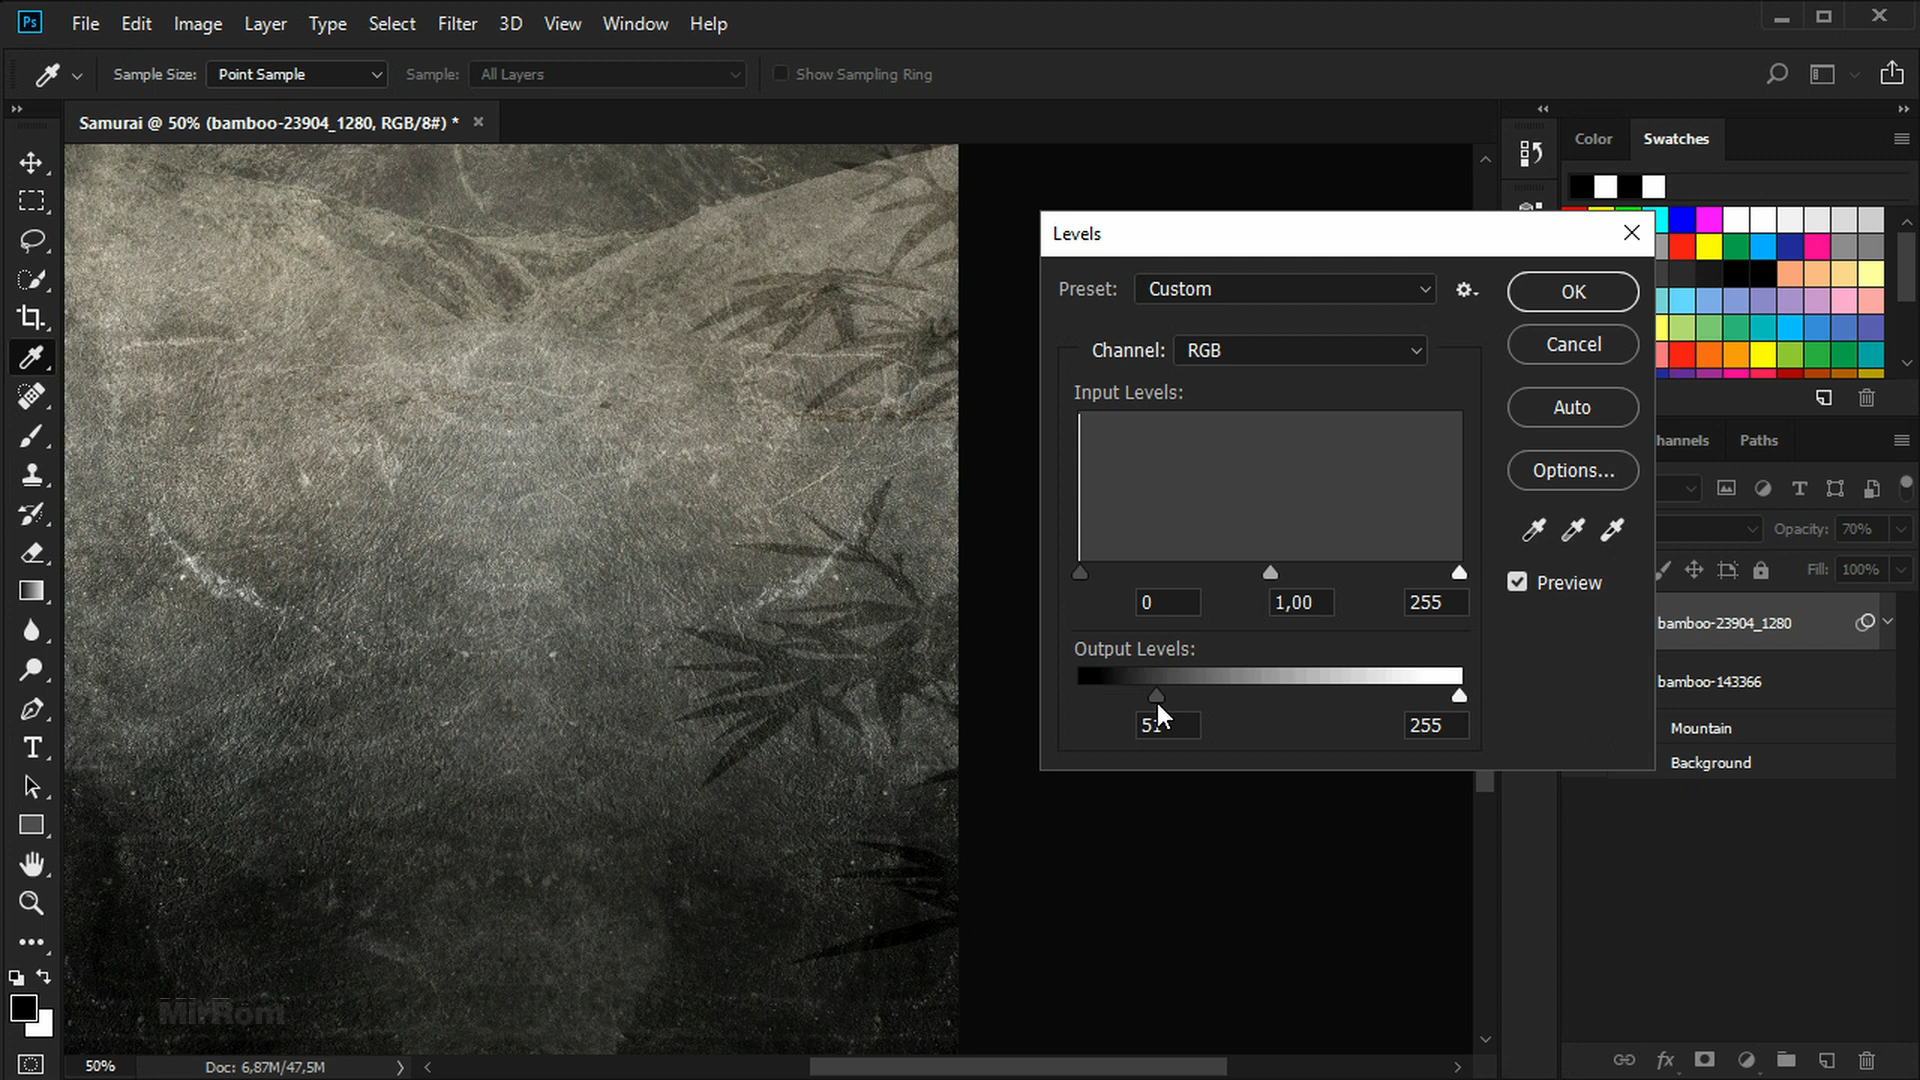 Ps File Edit Image Layer Type Select Filter 3D View Window Help
Sample Size: Point Sample Sample: All Layers Show Sampling Ring
Samurai @ 50% (bamboo-23904_1280, RGB/8#) *
Color Swatches
Levels
Preset: Custom OK
Channel: RGB Cancel
Input Levels:
Auto
Options...
Preview
0 1,00 255
Output Levels:
51 255
hannels Paths
Opacity: 70%
Fill: 100%
bamboo-23904_1280
bamboo-143366
Mountain
Background
MirRom
50% Doc: 6,87M/47,5M
fx